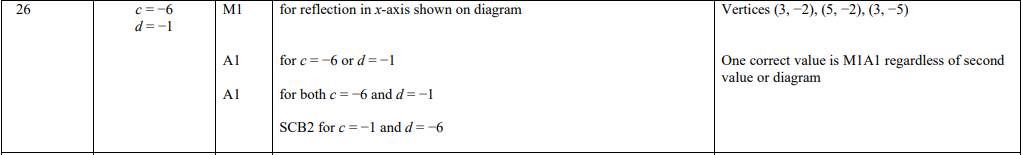 26
c = −6
d = −1
M1
for reflection in x-axis shown on diagram
Vertices (3, −2), (5, −2), (3, −5)
A1
for c = −6 or d = −1
One correct value is M1A1 regardless of second
value or diagram
A1
for both c = −6 and d = −1
SCB2 for c = −1 and d = −6